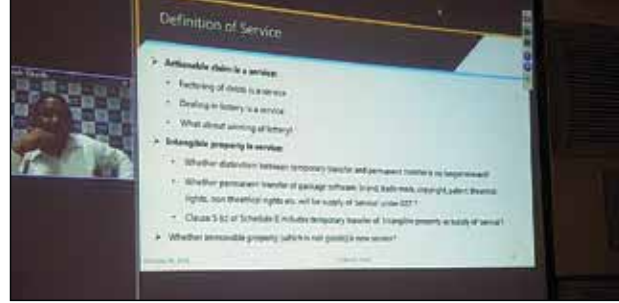 Definition of Service
➢ Actionable claim is a service:
• Factoring of debts is a service
• Dealing in lottery is a service
• What about winning of lottery?
➢ Intangible property is service:
• Whether distinction between temporary transfer and permanent transfer is no longer relevant?
• Whether permanent transfer of package software, brand, trade mark, copyright, patent, theatrical
rights, non theatrical rights etc. will be supply of 'service' under GST ?
• Clause 5 (c) of Schedule II includes temporary transfer of intangible property as supply of service ?
➢ Whether immovable property (which is not goods) is now service?